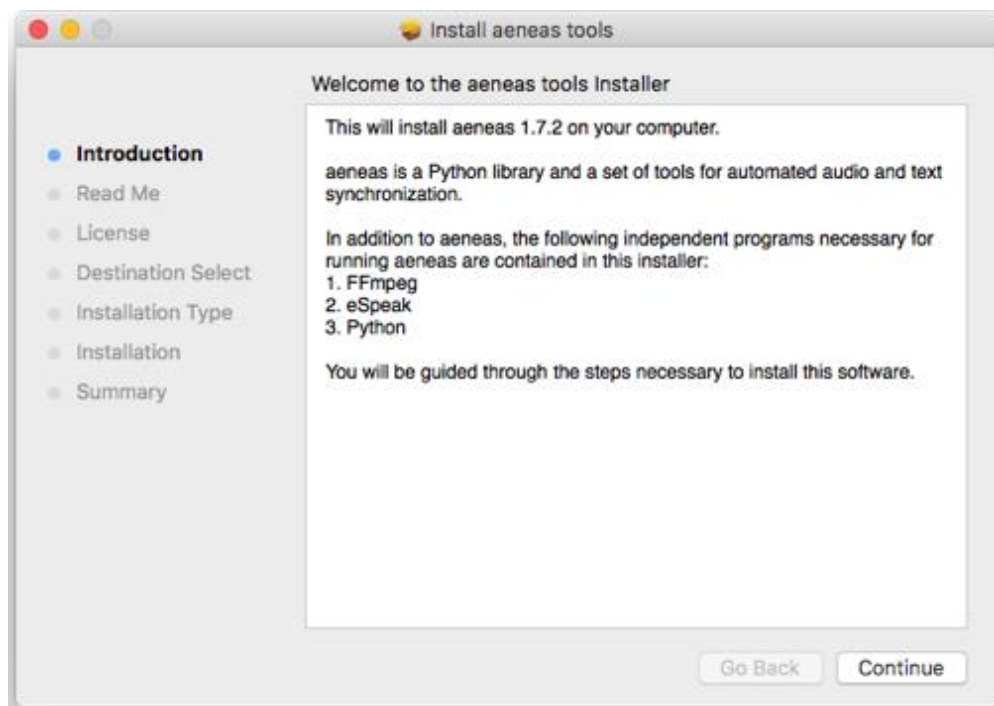 Install aeneas tools
Welcome to the aeneas tools Installer
Introduction
Read Me
License
Destination Select
Installation Type
Installation
Summary
This will install aeneas 1.7.2 on your computer.
aeneas is a Python library and a set of tools for automated audio and text
synchronization.
In addition to aeneas, the following independent programs necessary for
running aeneas are contained in this installer:
1. FFmpeg
2. eSpeak
3. Python
You will be guided through the steps necessary to install this software.
Go Back
Continue